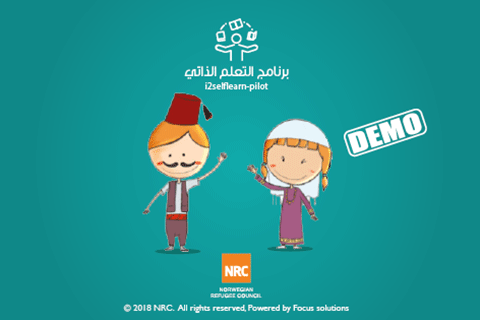 برنامج التعلم الذاتي
i2selflearn-pilot
DEMO
NRC
NORWEGIAN
REFUGEE COUNCIL
© 2018 NRC. All rights reserved, Powered by Focus solutions